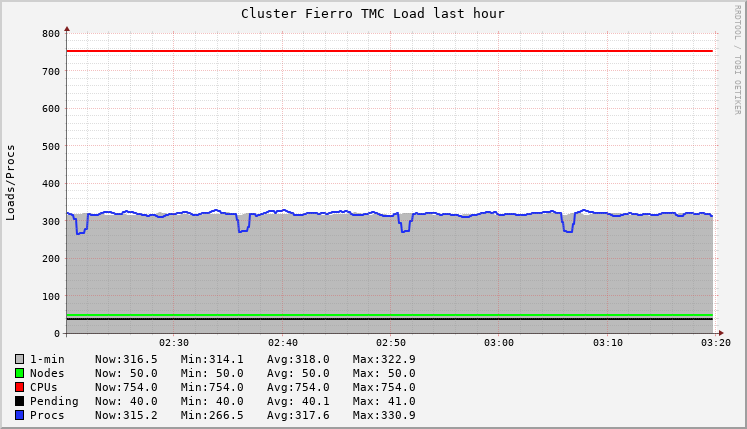 Cluster Fierro TMC Load last hour
RRDTOOL / TOBI OETIKER
Loads/Procs
800
700
600
500
400
300
200
100
0
02:30 02:40 02:50 03:00 03:10 03:20
1-min Now:316.5 Min:314.1 Avg:318.0 Max:322.9
Nodes Now: 50.0 Min: 50.0 Avg: 50.0 Max: 50.0
CPUs Now:754.0 Min:754.0 Avg:754.0 Max:754.0
Pending Now: 40.0 Min: 40.0 Avg: 40.1 Max: 41.0
Procs Now:315.2 Min:266.5 Avg:317.6 Max:330.9